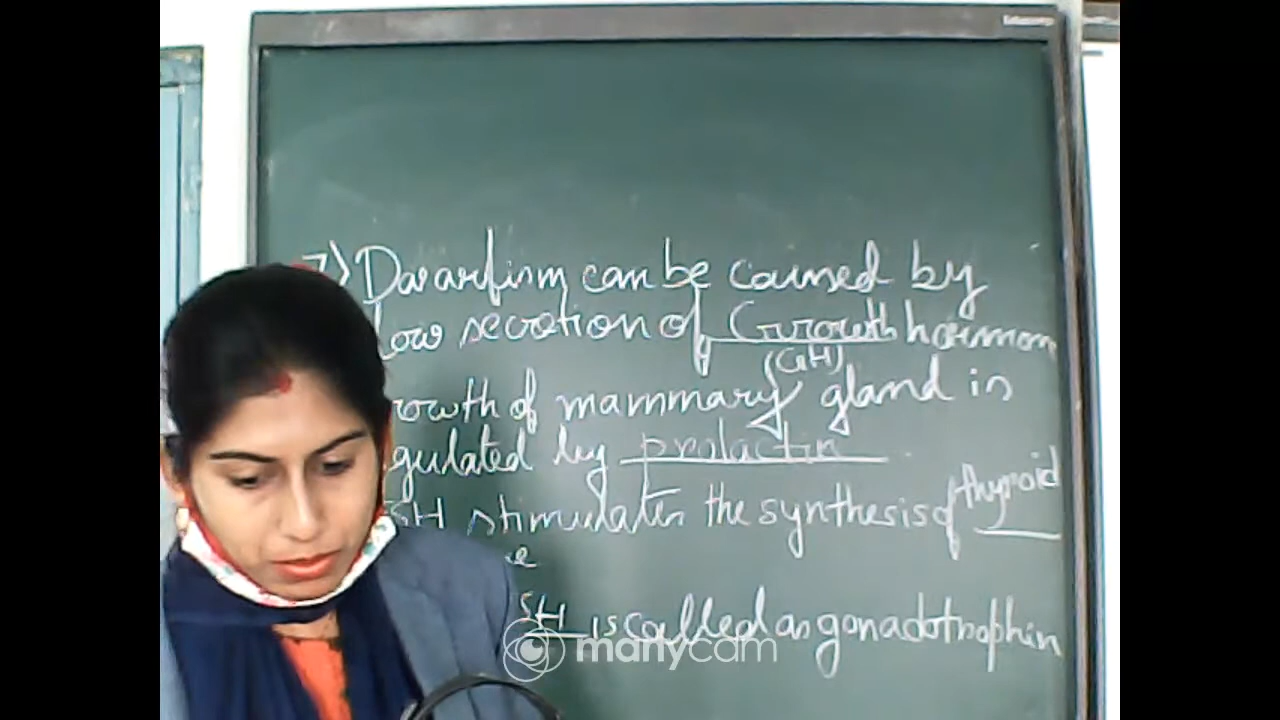 7) Dwarfism can be caused by
low secretion of Growth hormon
(GH)
rowth of mammary gland is
gulated by prolactin
SH stimulates the synthesis of thyroid
e
SH is called as gonadotrophin
manycam